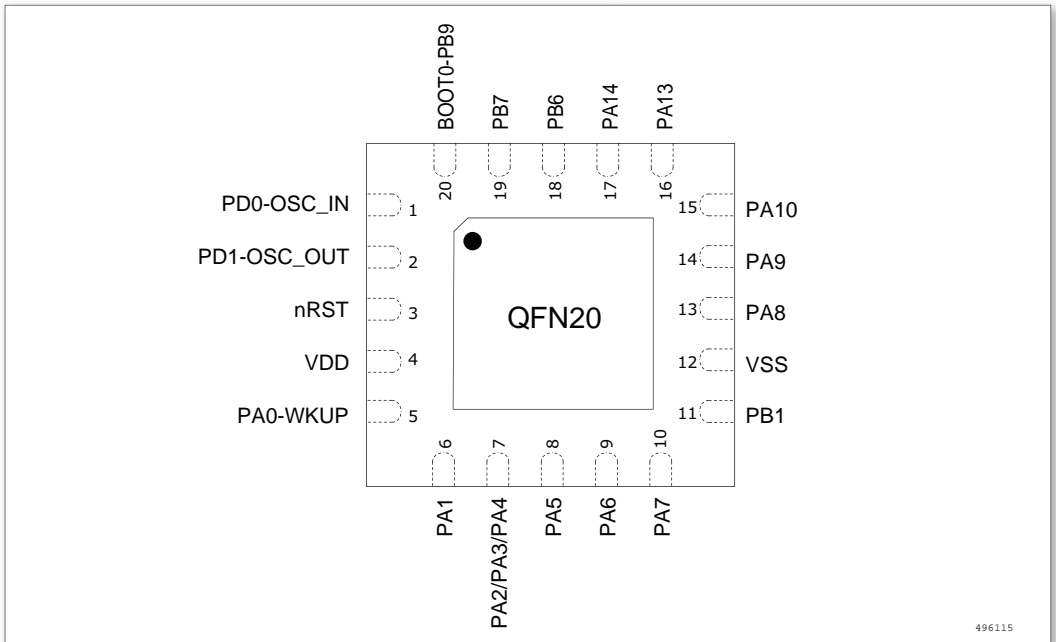 BOOT0-PB9
PB7
PB6
PA14
PA13
20
19
18
17
16
PD0-OSC_IN
1
PD1-OSC_OUT
2
nRST
3
VDD
4
PA0-WKUP
5
QFN20
15
PA10
14
PA9
13
PA8
12
VSS
11
PB1
6
7
8
9
10
PA1
PA2/PA3/PA4
PA5
PA6
PA7
496115